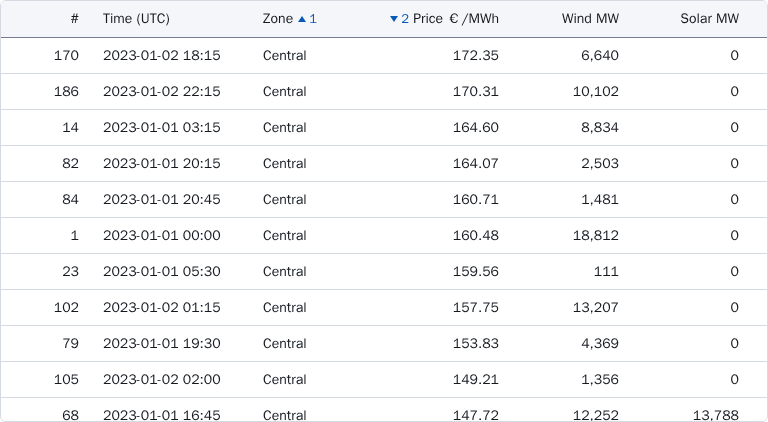 # Time (UTC) Zone ▲ 1 ▼ 2 Price €/MWh Wind MW Solar MW
170 2023-01-02 18:15 Central 172.35 6,640 0
186 2023-01-02 22:15 Central 170.31 10,102 0
14 2023-01-01 03:15 Central 164.60 8,834 0
82 2023-01-01 20:15 Central 164.07 2,503 0
84 2023-01-01 20:45 Central 160.71 1,481 0
1 2023-01-01 00:00 Central 160.48 18,812 0
23 2023-01-01 05:30 Central 159.56 111 0
102 2023-01-02 01:15 Central 157.75 13,207 0
79 2023-01-01 19:30 Central 153.83 4,369 0
105 2023-01-02 02:00 Central 149.21 1,356 0
68 2023-01-01 16:45 Central 147.72 12,252 13,788